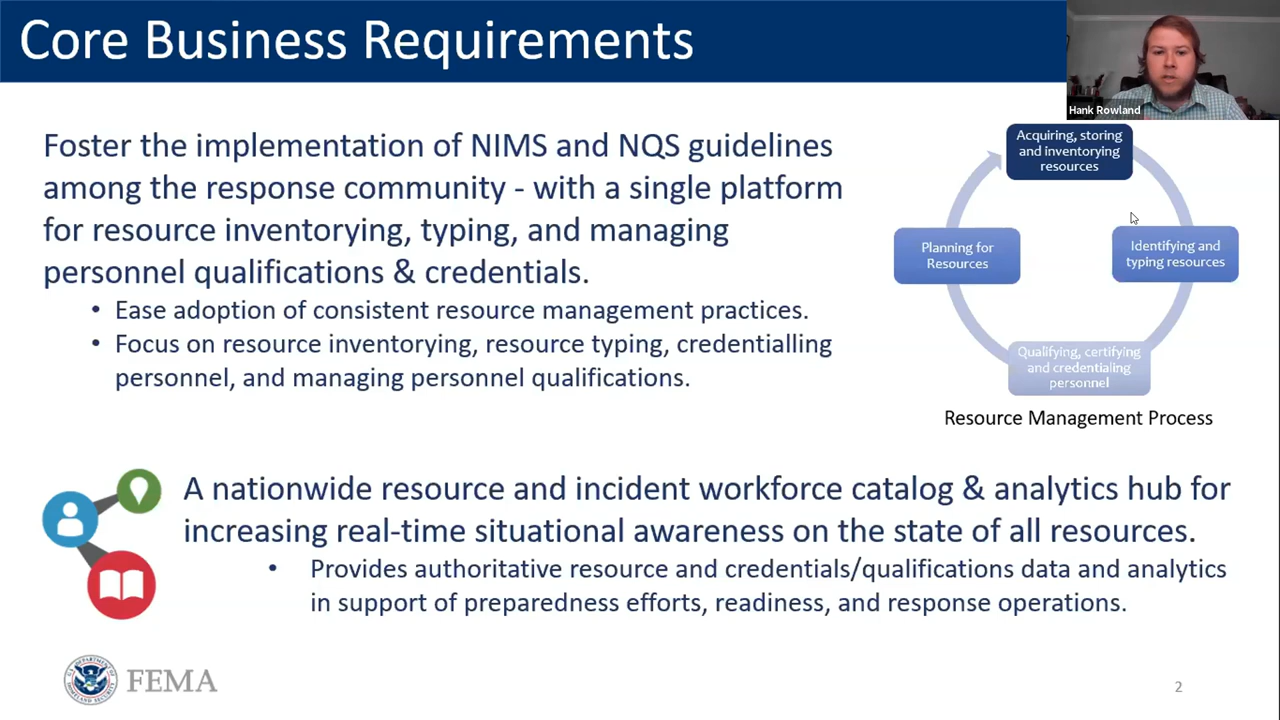 Core Business Requirements
Hank Rowland
Foster the implementation of NIMS and NQS guidelines
among the response community - with a single platform
for resource inventorying, typing, and managing
personnel qualifications & credentials.
• Ease adoption of consistent resource management practices.
• Focus on resource inventorying, resource typing, credentialling
personnel, and managing personnel qualifications.
Acquiring, storing
and inventorying
resources
Identifying and
typing resources
Qualifying, certifying
and credentialing
personnel
Planning for
Resources
Resource Management Process
A nationwide resource and incident workforce catalog & analytics hub for
increasing real-time situational awareness on the state of all resources.
• Provides authoritative resource and credentials/qualifications data and analytics
in support of preparedness efforts, readiness, and response operations.
FEMA
2